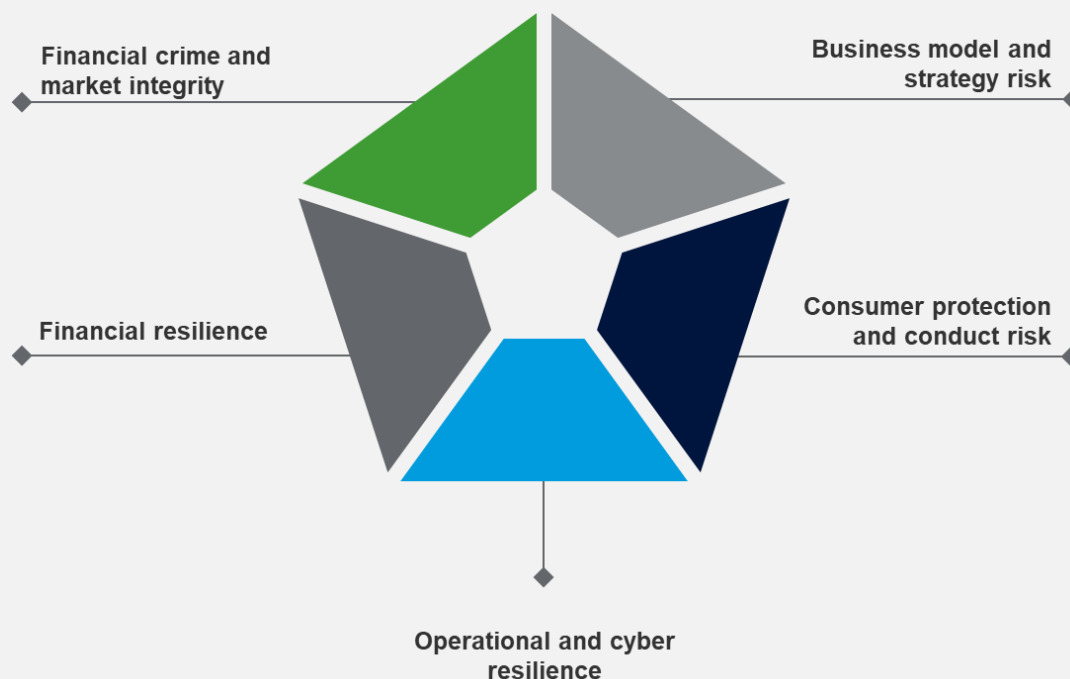 Financial crime and
market integrity
Business model and
strategy risk
Financial resilience
Consumer protection
and conduct risk
Operational and cyber
resilience